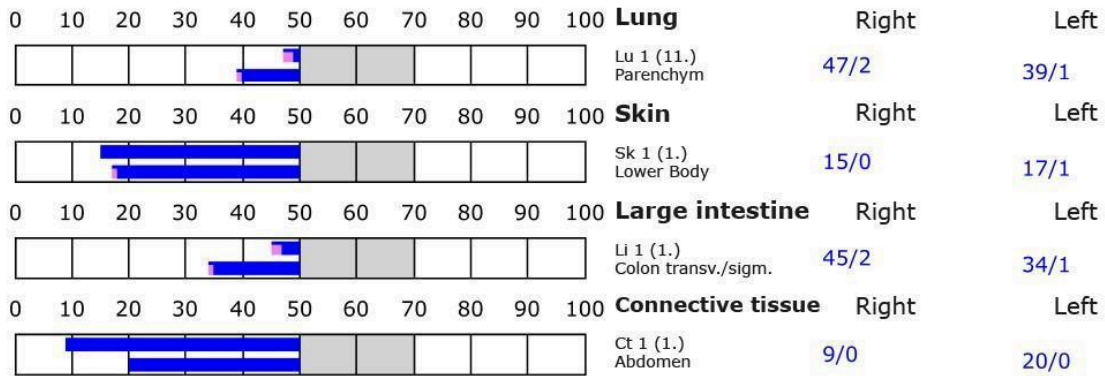 0 10 20 30 40 50 60 70 80 90 100 Lung Right Left
Lu 1 (11.)
Parenchym 47/2 39/1
0 10 20 30 40 50 60 70 80 90 100 Skin Right Left
Sk 1 (1.)
Lower Body 15/0 17/1
0 10 20 30 40 50 60 70 80 90 100 Large intestine Right Left
Li 1 (1.)
Colon transv./sigm. 45/2 34/1
0 10 20 30 40 50 60 70 80 90 100 Connective tissue Right Left
Ct 1 (1.)
Abdomen 9/0 20/0